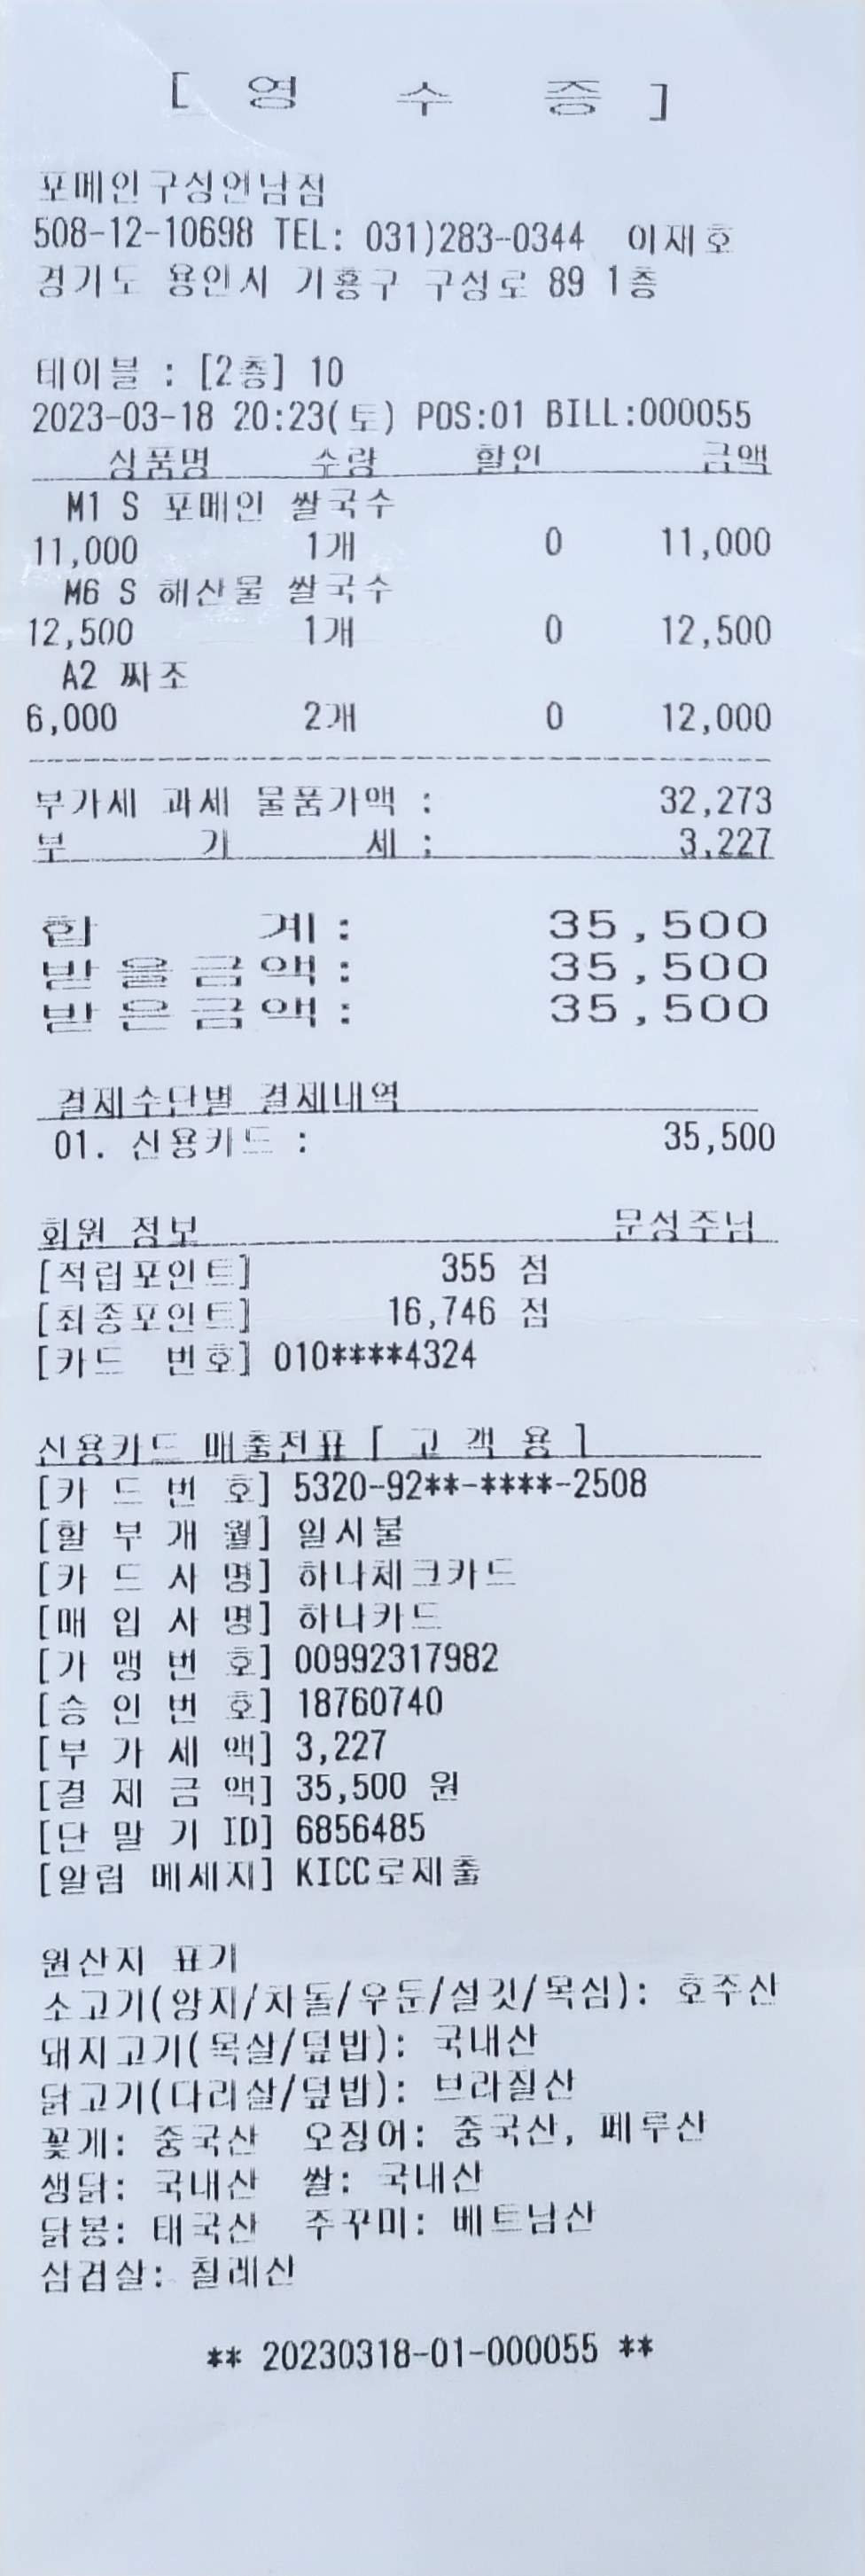 [ 영 수 증 ]
포메인구성언남점
508-12-10698 TEL: 031)283-0344 이재호
경기도 용인시 기흥구 구성로 89 1층
테이블 : [2층] 10
2023-03-18 20:23(토) POS:01 BILL:000055
상품명 수량 할인 금액
M1 S 포메인 쌀국수
11,000 1개 0 11,000
M6 S 해산물 쌀국수
12,500 1개 0 12,500
A2 짜조
6,000 2개 0 12,000
부가세 과세 물품가액 : 32,273
부 가 세 : 3,227
합 계 : 35,500
받 을 금 액 : 35,500
받 은 금 액 : 35,500
결제수단별 결제내역
01. 신용카드 : 35,500
회원 정보 문성주님
[적립포인트] 355 점
[최종포인트] 16,746 점
[카드 번호] 010****4324
신용카드 매출전표 [ 고 객 용 ]
[카 드 번 호] 5320-92**-****-2508
[할 부 개 월] 일시불
[카 드 사 명] 하나체크카드
[매 입 사 명] 하나카드
[가 맹 번 호] 00992317982
[승 인 번 호] 18760740
[부 가 세 액] 3,227
[결 제 금 액] 35,500 원
[단 말 기 ID] 6856485
[알림 메세지] KICC로제출
원산지 표기
소고기(양지/차돌/우둔/설깃/목심): 호주산
돼지고기(목살/덮밥): 국내산
닭고기(다리살/덮밥): 브라질산
꽃게: 중국산 오징어: 중국산, 페루산
생닭: 국내산 쌀: 국내산
닭봉: 태국산 주꾸미: 베트남산
삼겹살: 칠레산
** 20230318-01-000055 **